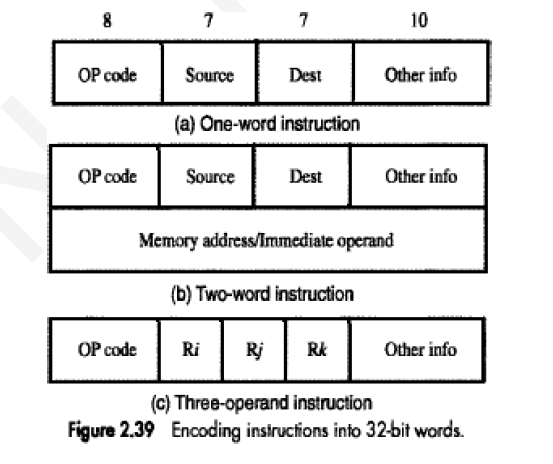 8 7 7 10
OP code Source Dest Other info
(a) One-word instruction
OP code Source Dest Other info
Memory address/Immediate operand
(b) Two-word instruction
OP code Ri Rj Rk Other info
(c) Three-operand instruction
Figure 2.39 Encoding instructions into 32-bit words.